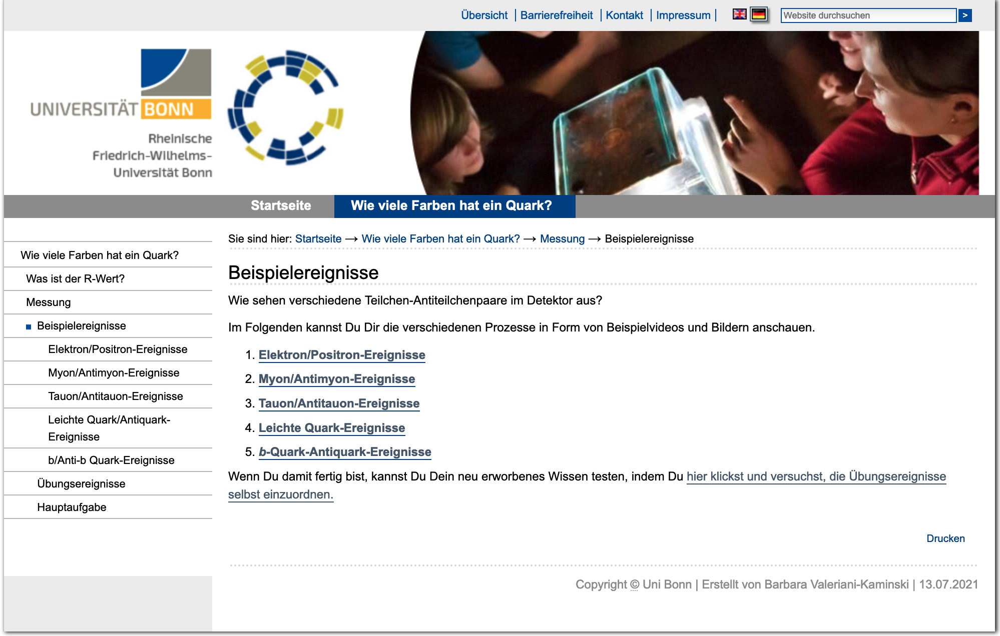 Übersicht | Barrierefreiheit | Kontakt | Impressum |
Website durchsuchen >
UNIVERSITÄT BONN
Rheinische
Friedrich-Wilhelms-
Universität Bonn
Startseite Wie viele Farben hat ein Quark?
Wie viele Farben hat ein Quark?
Was ist der R-Wert?
Messung
Beispielereignisse
Elektron/Positron-Ereignisse
Myon/Antimyon-Ereignisse
Tauon/Antitauon-Ereignisse
Leichte Quark/Antiquark-
Ereignisse
b/Anti-b Quark-Ereignisse
Übungsereignisse
Hauptaufgabe
Sie sind hier: Startseite → Wie viele Farben hat ein Quark? → Messung → Beispielereignisse
Beispielereignisse
Wie sehen verschiedene Teilchen-Antiteilchenpaare im Detektor aus?
Im Folgenden kannst Du Dir die verschiedenen Prozesse in Form von Beispielvideos und Bildern anschauen.
1. Elektron/Positron-Ereignisse
2. Myon/Antimyon-Ereignisse
3. Tauon/Antitauon-Ereignisse
4. Leichte Quark-Ereignisse
5. b-Quark-Antiquark-Ereignisse
Wenn Du damit fertig bist, kannst Du Dein neu erworbenes Wissen testen, indem Du hier klickst und versuchst, die Übungsereignisse
selbst einzuordnen.
Drucken
Copyright © Uni Bonn | Erstellt von Barbara Valeriani-Kaminski | 13.07.2021